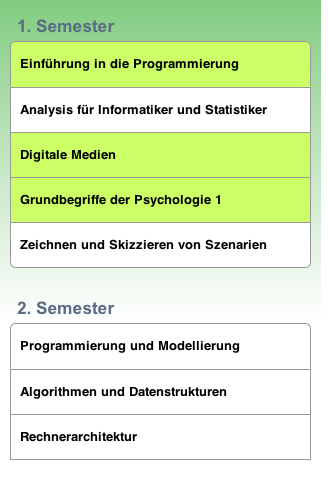 1. Semester
Einführung in die Programmierung
Analysis für Informatiker und Statistiker
Digitale Medien
Grundbegriffe der Psychologie 1
Zeichnen und Skizzieren von Szenarien
2. Semester
Programmierung und Modellierung
Algorithmen und Datenstrukturen
Rechnerarchitektur